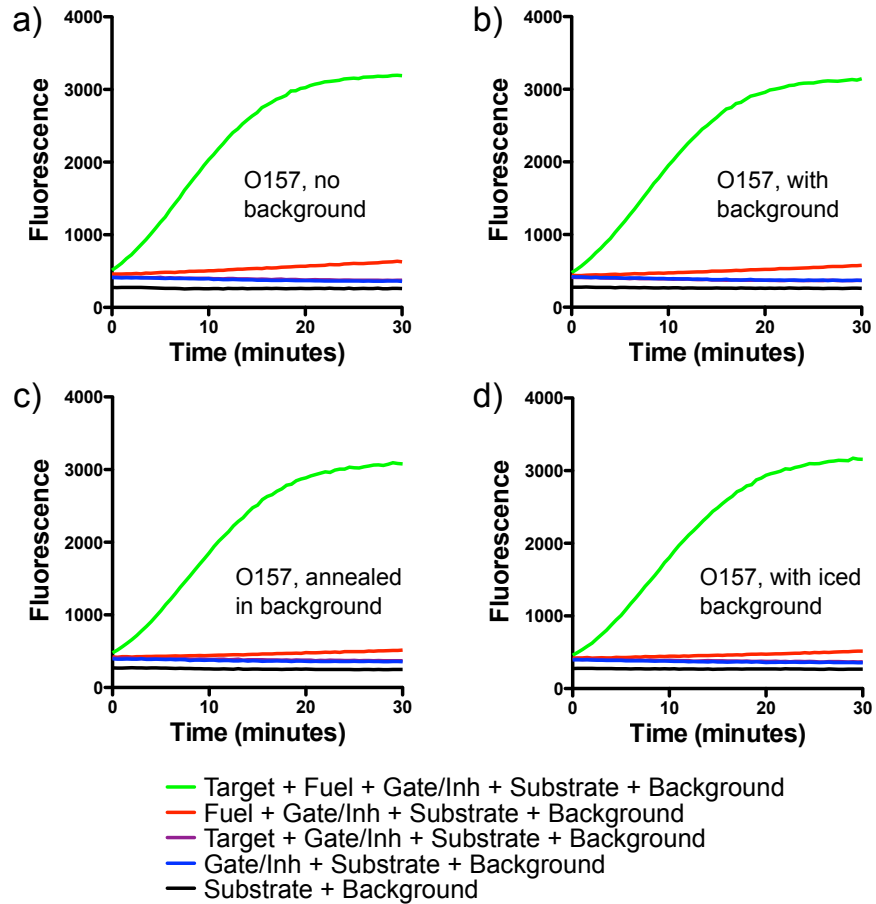 a)
4000
3000
2000
1000
0
Fluorescence
O157, no
background
0
10
20
30
Time (minutes)
b)
4000
3000
2000
1000
0
Fluorescence
O157, with
background
0
10
20
30
Time (minutes)
c)
4000
3000
2000
1000
0
Fluorescence
O157, annealed
in background
0
10
20
30
Time (minutes)
d)
4000
3000
2000
1000
0
Fluorescence
O157, with iced
background
0
10
20
30
Time (minutes)
Target + Fuel + Gate/Inh + Substrate + Background
Fuel + Gate/Inh + Substrate + Background
Target + Gate/Inh + Substrate + Background
Gate/Inh + Substrate + Background
Substrate + Background